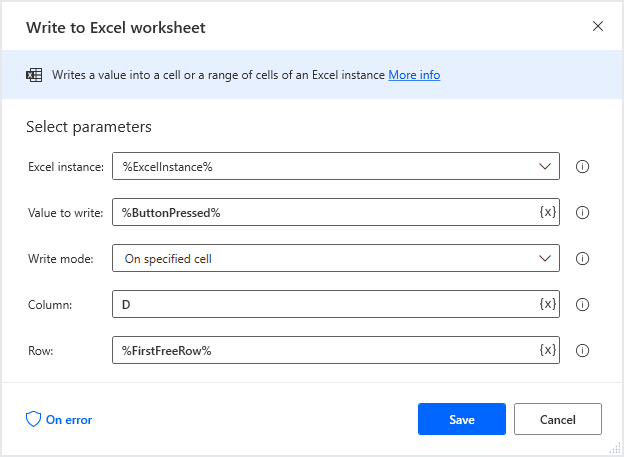 Write to Excel worksheet
Writes a value into a cell or a range of cells of an Excel instance More info
Select parameters
Excel instance: %ExcelInstance%
Value to write: %ButtonPressed% {x}
Write mode: On specified cell
Column: D {x}
Row: %FirstFreeRow% {x}
On error Save Cancel